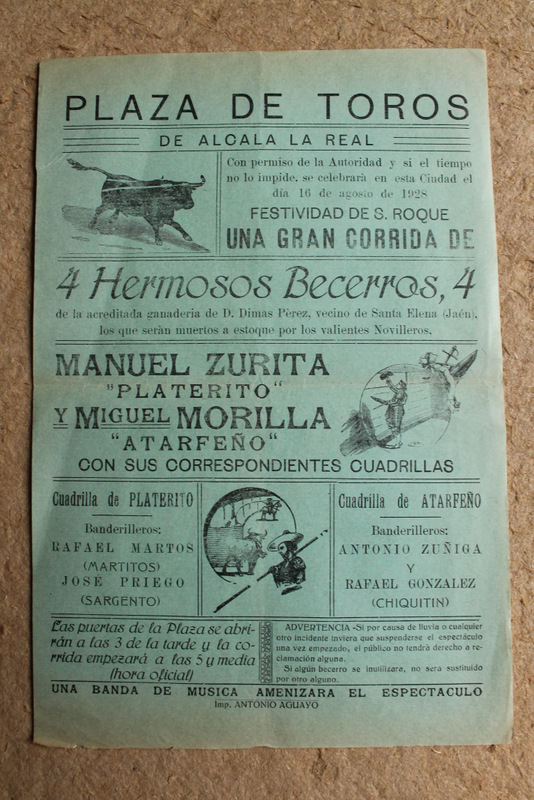 PLAZA DE TOROS
DE ALCALA LA REAL
Con permiso de la Autoridad y si el tiempo
no lo impide, se celebrará en esta Ciudad el
día 16 de agosto de 1928
FESTIVIDAD DE S. ROQUE
UNA GRAN CORRIDA DE
4 Hermosos Becerros, 4
de la acreditada ganadería de D. Dimas Pérez, vecino de Santa Elena (Jaén),
los que serán muertos a estoque por los valientes Novilleros,
MANUEL ZURITA
"PLATERITO"
Y MIGUEL MORILLA
"ATARFEÑO"
CON SUS CORRESPONDIENTES CUADRILLAS
Cuadrilla de PLATERITO
Banderilleros:
RAFAEL MARTOS
(MARTITOS)
JOSÉ PRIEGO
(SARGENTO)
Cuadrilla de ATARFEÑO
Banderilleros:
ANTONIO ZUÑIGA
Y
RAFAEL GONZALEZ
(CHIQUITIN)
Las puertas de la Plaza se abri-
rán a las 3 de la tarde y la co-
rrida empezará a las 5 y media
(hora oficial)
ADVERTENCIA.-Si por causa de lluvia o cualquier
otro incidente tuviera que suspenderse el espectáculo
una vez empezado, el público no tendrá derecho a re-
clamación alguna.
Si algún becerro se inutilizara, no será sustituido
por otro alguno.
UNA BANDA DE MUSICA AMENIZARA EL ESPECTACULO
Imp. ANTONIO AGUAYO